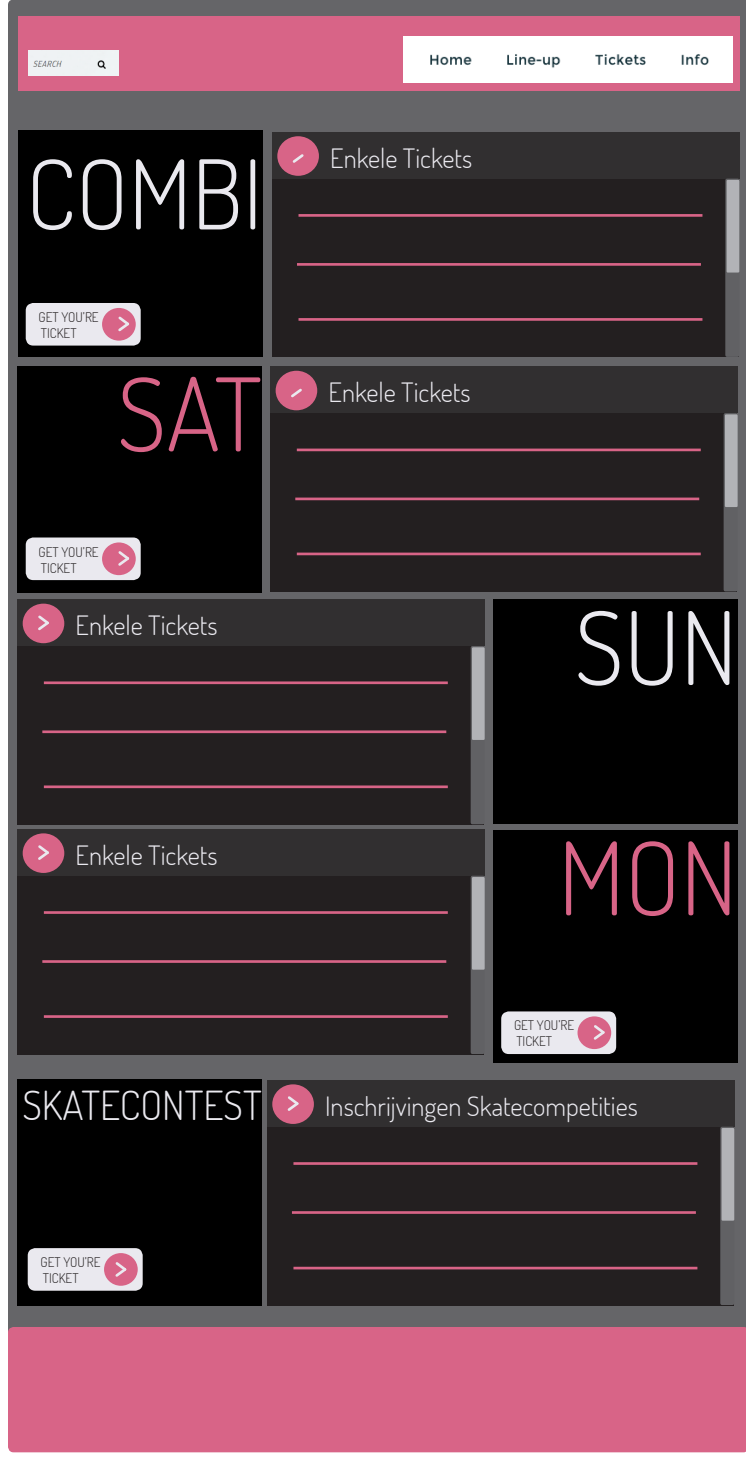 SEARCH
Home Line-up Tickets Info
COMBI
GET YOU'RE
TICKET
Enkele Tickets
SAT
GET YOU'RE
TICKET
Enkele Tickets
Enkele Tickets
SUN
Enkele Tickets
MON
GET YOU'RE
TICKET
SKATECONTEST
GET YOU'RE
TICKET
Inschrijvingen Skatecompetities